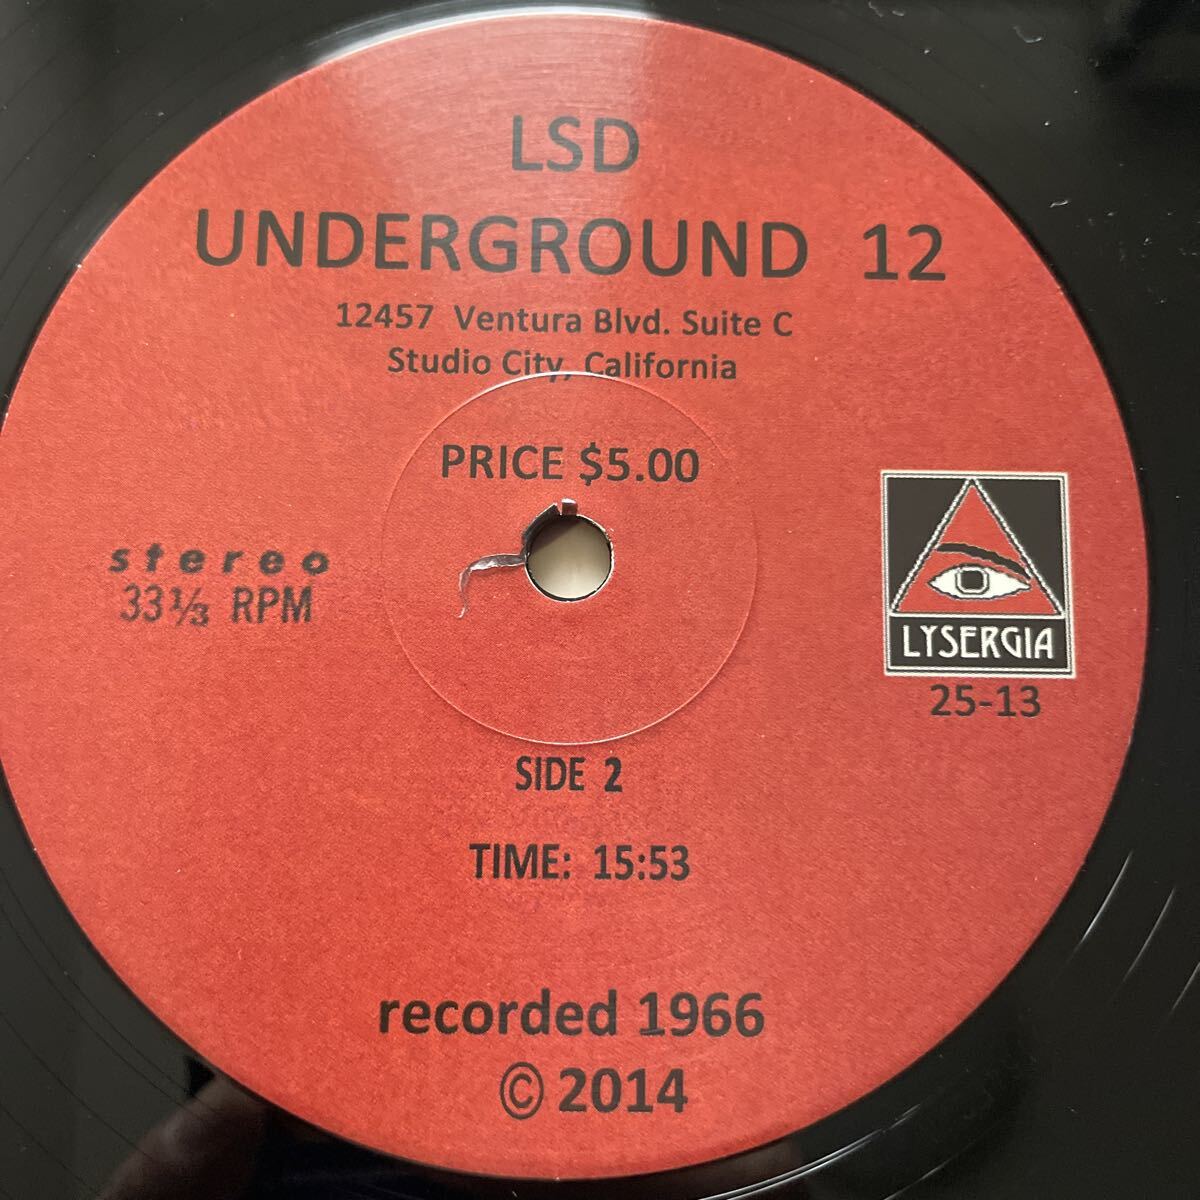 LSD
UNDERGROUND 12
12457 Ventura Blvd. Suite C
Studio City, California
PRICE $5.00
stereo
33⅓ RPM
LYSERGIA
25-13
SIDE 2
TIME: 15:53
recorded 1966
© 2014